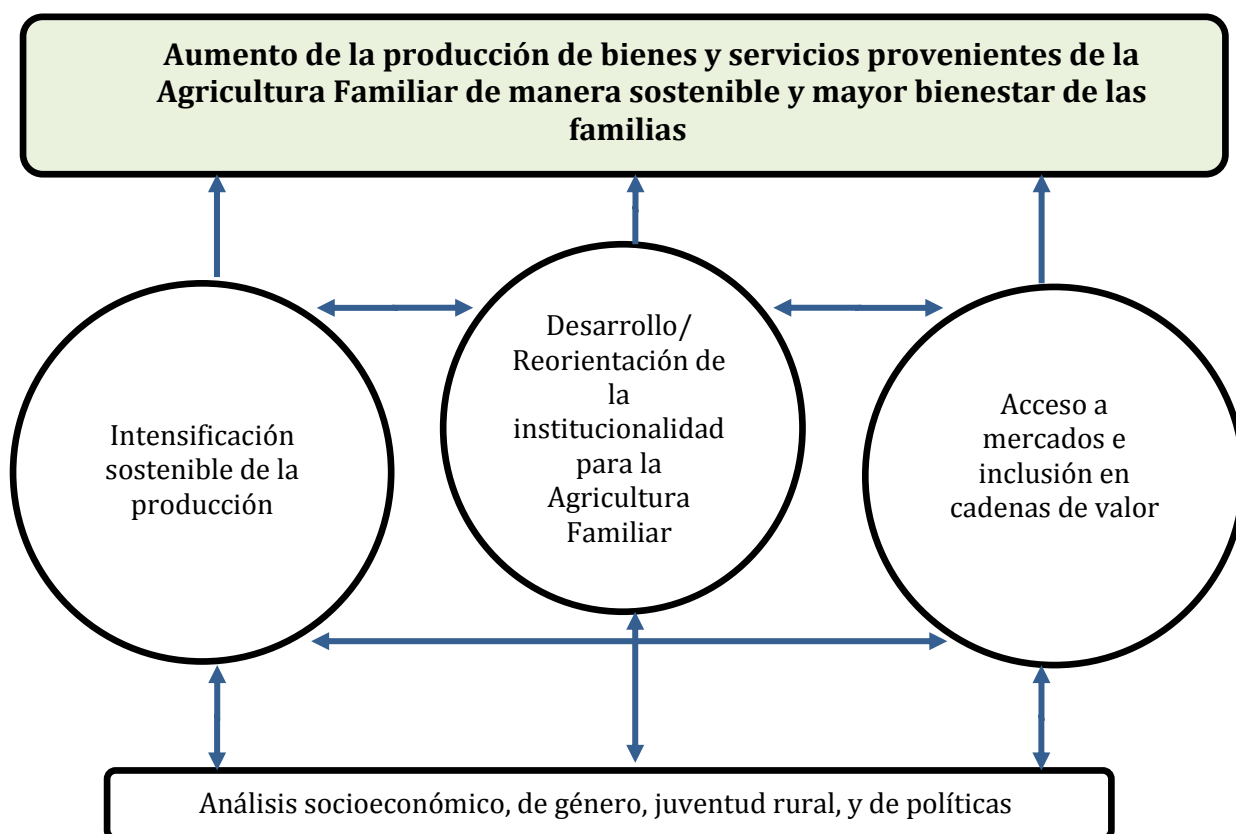 Aumento de la producción de bienes y servicios provenientes de la
Agricultura Familiar de manera sostenible y mayor bienestar de las
familias
Intensificación
sostenible de la
producción
Desarrollo/
Reorientación de
la
institucionalidad
para la
Agricultura
Familiar
Acceso a
mercados e
inclusión en
cadenas de valor
Análisis socioeconómico, de género, juventud rural, y de políticas